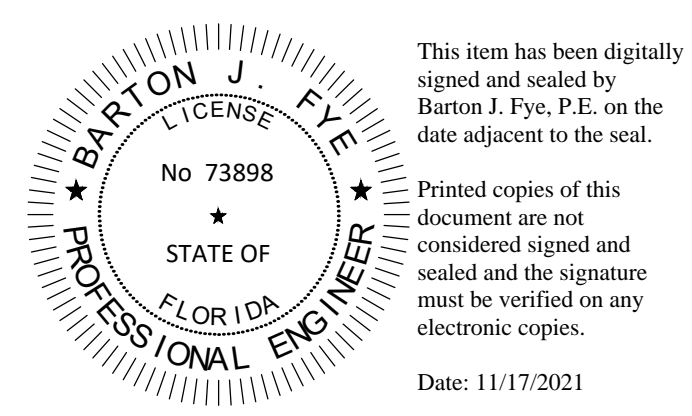 BARTON J. FYE
LICENSE
No 73898
STATE OF
FLORIDA
PROFESSIONAL ENGINEER
This item has been digitally
signed and sealed by
Barton J. Fye, P.E. on the
date adjacent to the seal.
Printed copies of this
document are not
considered signed and
sealed and the signature
must be verified on any
electronic copies.
Date: 11/17/2021